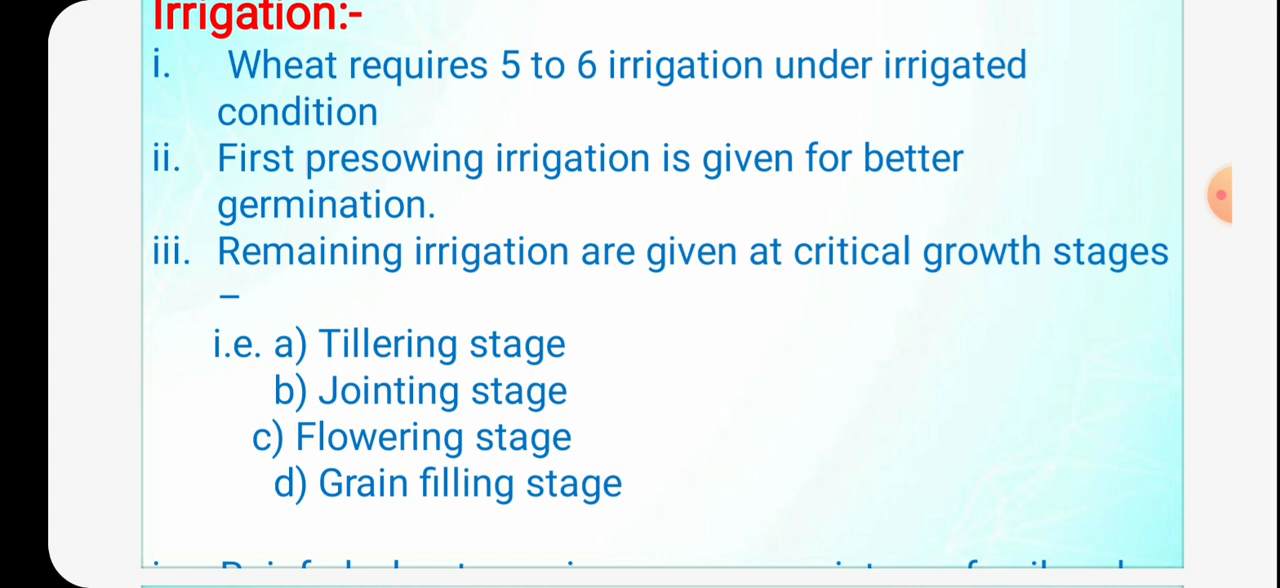 Irrigation:-
i. Wheat requires 5 to 6 irrigation under irrigated
condition
ii. First presowing irrigation is given for better
germination.
iii. Remaining irrigation are given at critical growth stages
–
i.e. a) Tillering stage
b) Jointing stage
c) Flowering stage
d) Grain filling stage